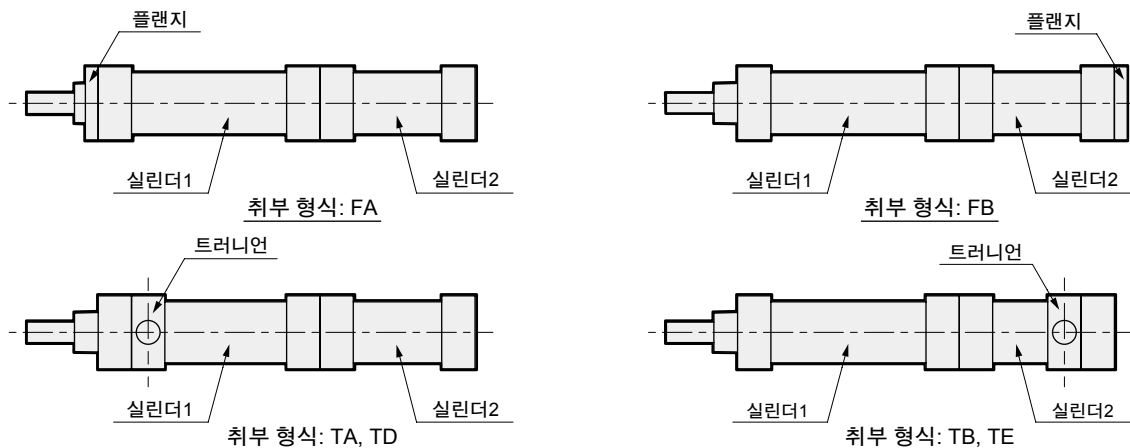 플랜지
실린더1
실린더2
취부 형식: FA
플랜지
실린더1
실린더2
취부 형식: FB
트러니언
실린더1
실린더2
취부 형식: TA, TD
트러니언
실린더1
실린더2
취부 형식: TB, TE